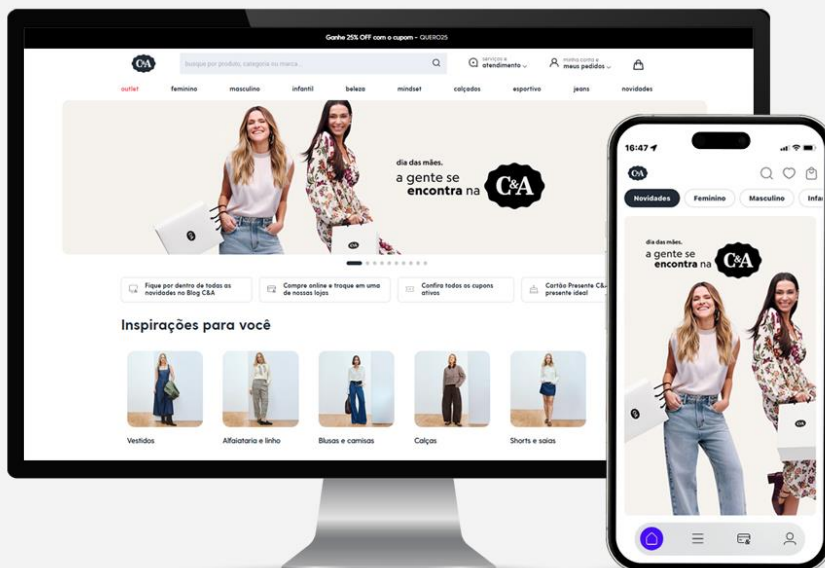 Ganhe 25% OFF com o cupom - QUERO25
C&A
busque por produto, categoria ou marca...
serviços e
atendimento
minha conta e
meus pedidos
outlet
feminino
masculino
infantil
beleza
mindset
calçados
esportivo
jeans
novidades
dia das mães.
a gente se
encontra na C&A
Fique por dentro de todas as
novidades no Blog C&A
Compre online e troque em uma
de nossas lojas
Confira todos os cupons
ativos
Cartão Presente C&
presente ideal
Inspirações para você
Vestidos
Alfaiataria e linho
Blusas e camisas
Calças
Shorts e saias
16:47
C&A
Novidades
Feminino
Masculino
Infa
dia das mães.
a gente se
encontra na C&A